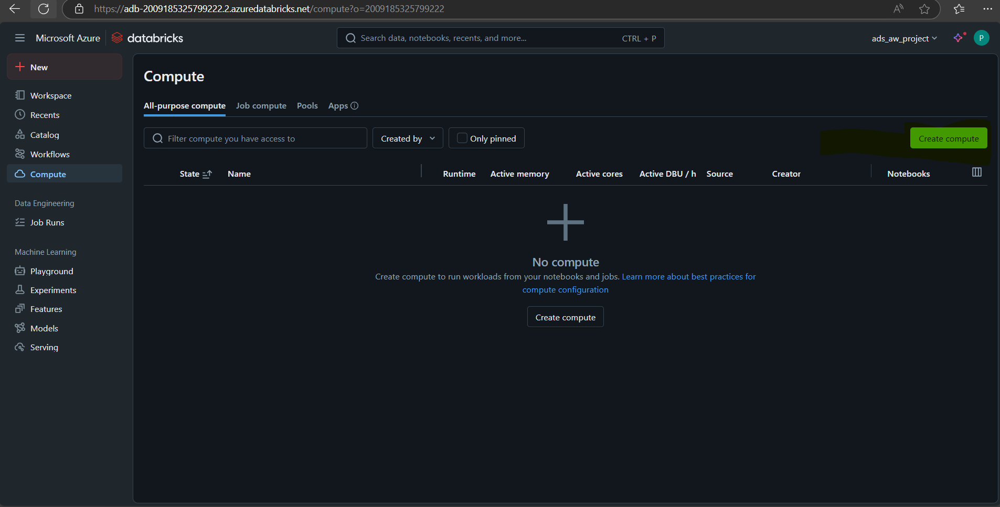 https://adb-2009185325799222.2.azuredatabricks.net/compute?o=2009185325799222
Microsoft Azure databricks
Search data, notebooks, recents, and more... CTRL + P
ads_aw_project
P
New
Workspace
Recents
Catalog
Workflows
Compute
Data Engineering
Job Runs
Machine Learning
Playground
Experiments
Features
Models
Serving
Compute
All-purpose compute Job compute Pools Apps
Filter compute you have access to Created by Only pinned Create compute
State Name Runtime Active memory Active cores Active DBU / h Source Creator Notebooks
No compute
Create compute to run workloads from your notebooks and jobs. Learn more about best practices for
compute configuration
Create compute